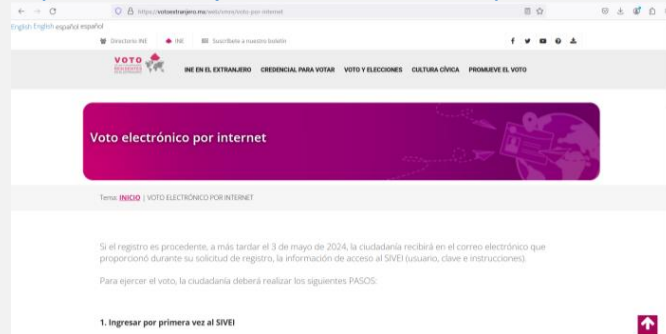 https://votoextranjero.mx/web/vmre/voto-por-internet
English English español español
Directorio INE INE Suscríbete a nuestro boletín
VOTO
INE EN EL EXTRANJERO CREDENCIAL PARA VOTAR VOTO Y ELECCIONES CULTURA CÍVICA PROMUEVE EL VOTO
Voto electrónico por internet
Tema: INICIO | VOTO ELECTRÓNICO POR INTERNET
Si el registro es procedente, a más tardar el 3 de mayo de 2024, la ciudadanía recibirá en el correo electrónico que
proporcionó durante su solicitud de registro, la información de acceso al SIVEI (usuario, clave e instrucciones)
Para ejercer el voto, la ciudadanía deberá realizar los siguientes PASOS:
1. Ingresar por primera vez al SIVEI